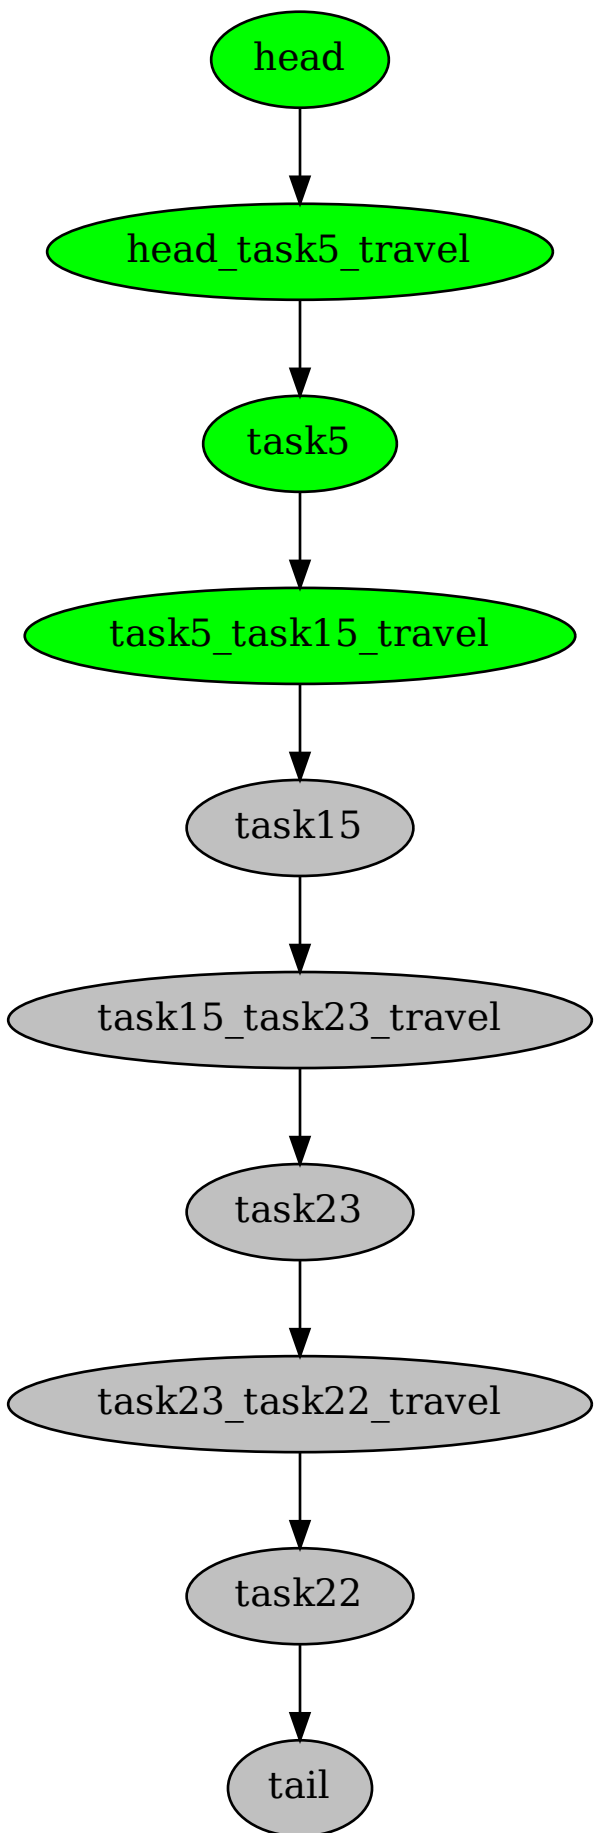 head
head_task5_travel
task5
task5_task15_travel
task15
task15_task23_travel
task23
task23_task22_travel
task22
tail